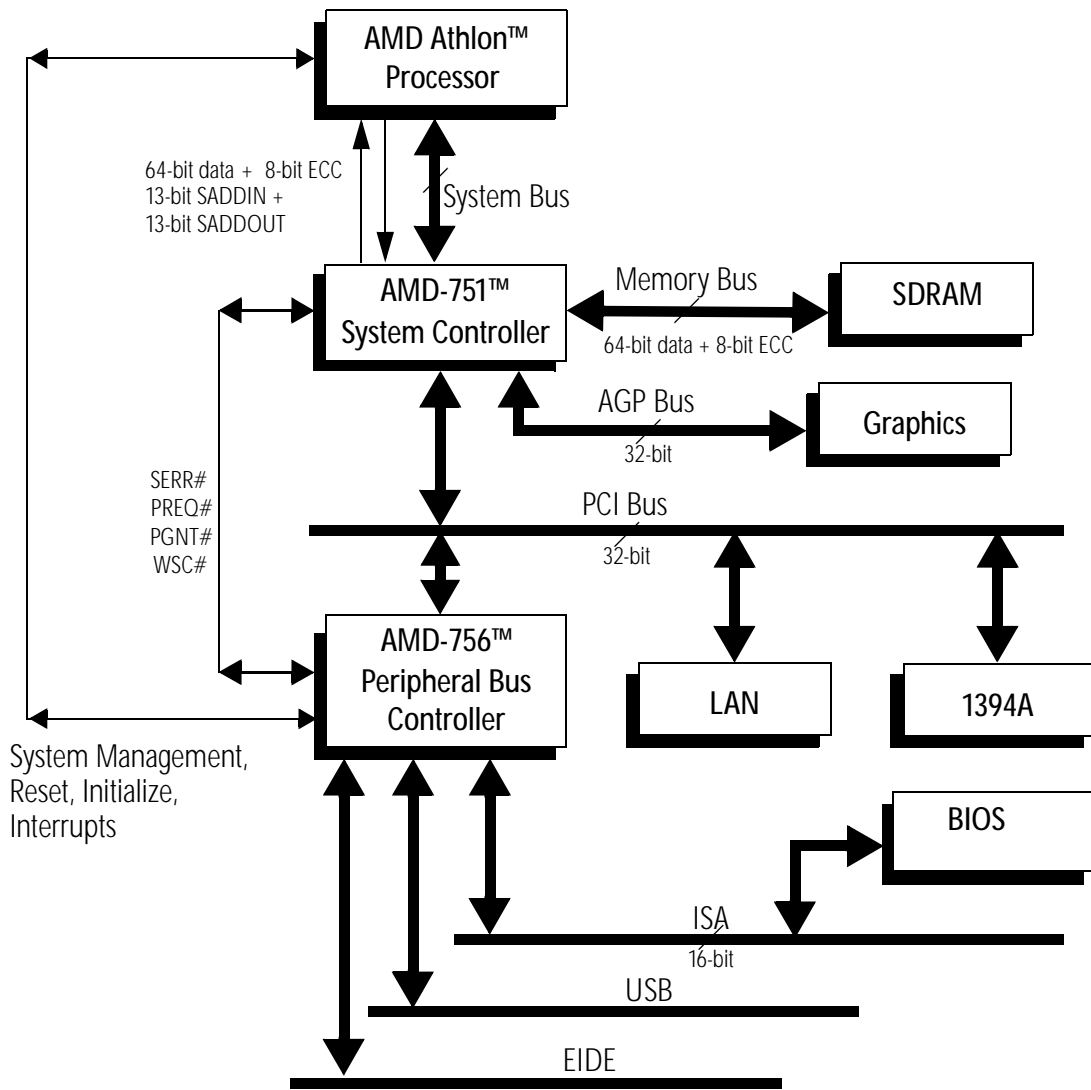 AMD Athlon™
Processor
64-bit data + 8-bit ECC
13-bit SADDIN +
13-bit SADDOUT
System Bus
AMD-751™
System Controller
Memory Bus
64-bit data + 8-bit ECC
SDRAM
AGP Bus
32-bit
Graphics
SERR#
PREQ#
PGNT#
WSC#
PCI Bus
32-bit
AMD-756™
Peripheral Bus
Controller
LAN
1394A
System Management,
Reset, Initialize,
Interrupts
BIOS
ISA
16-bit
USB
EIDE